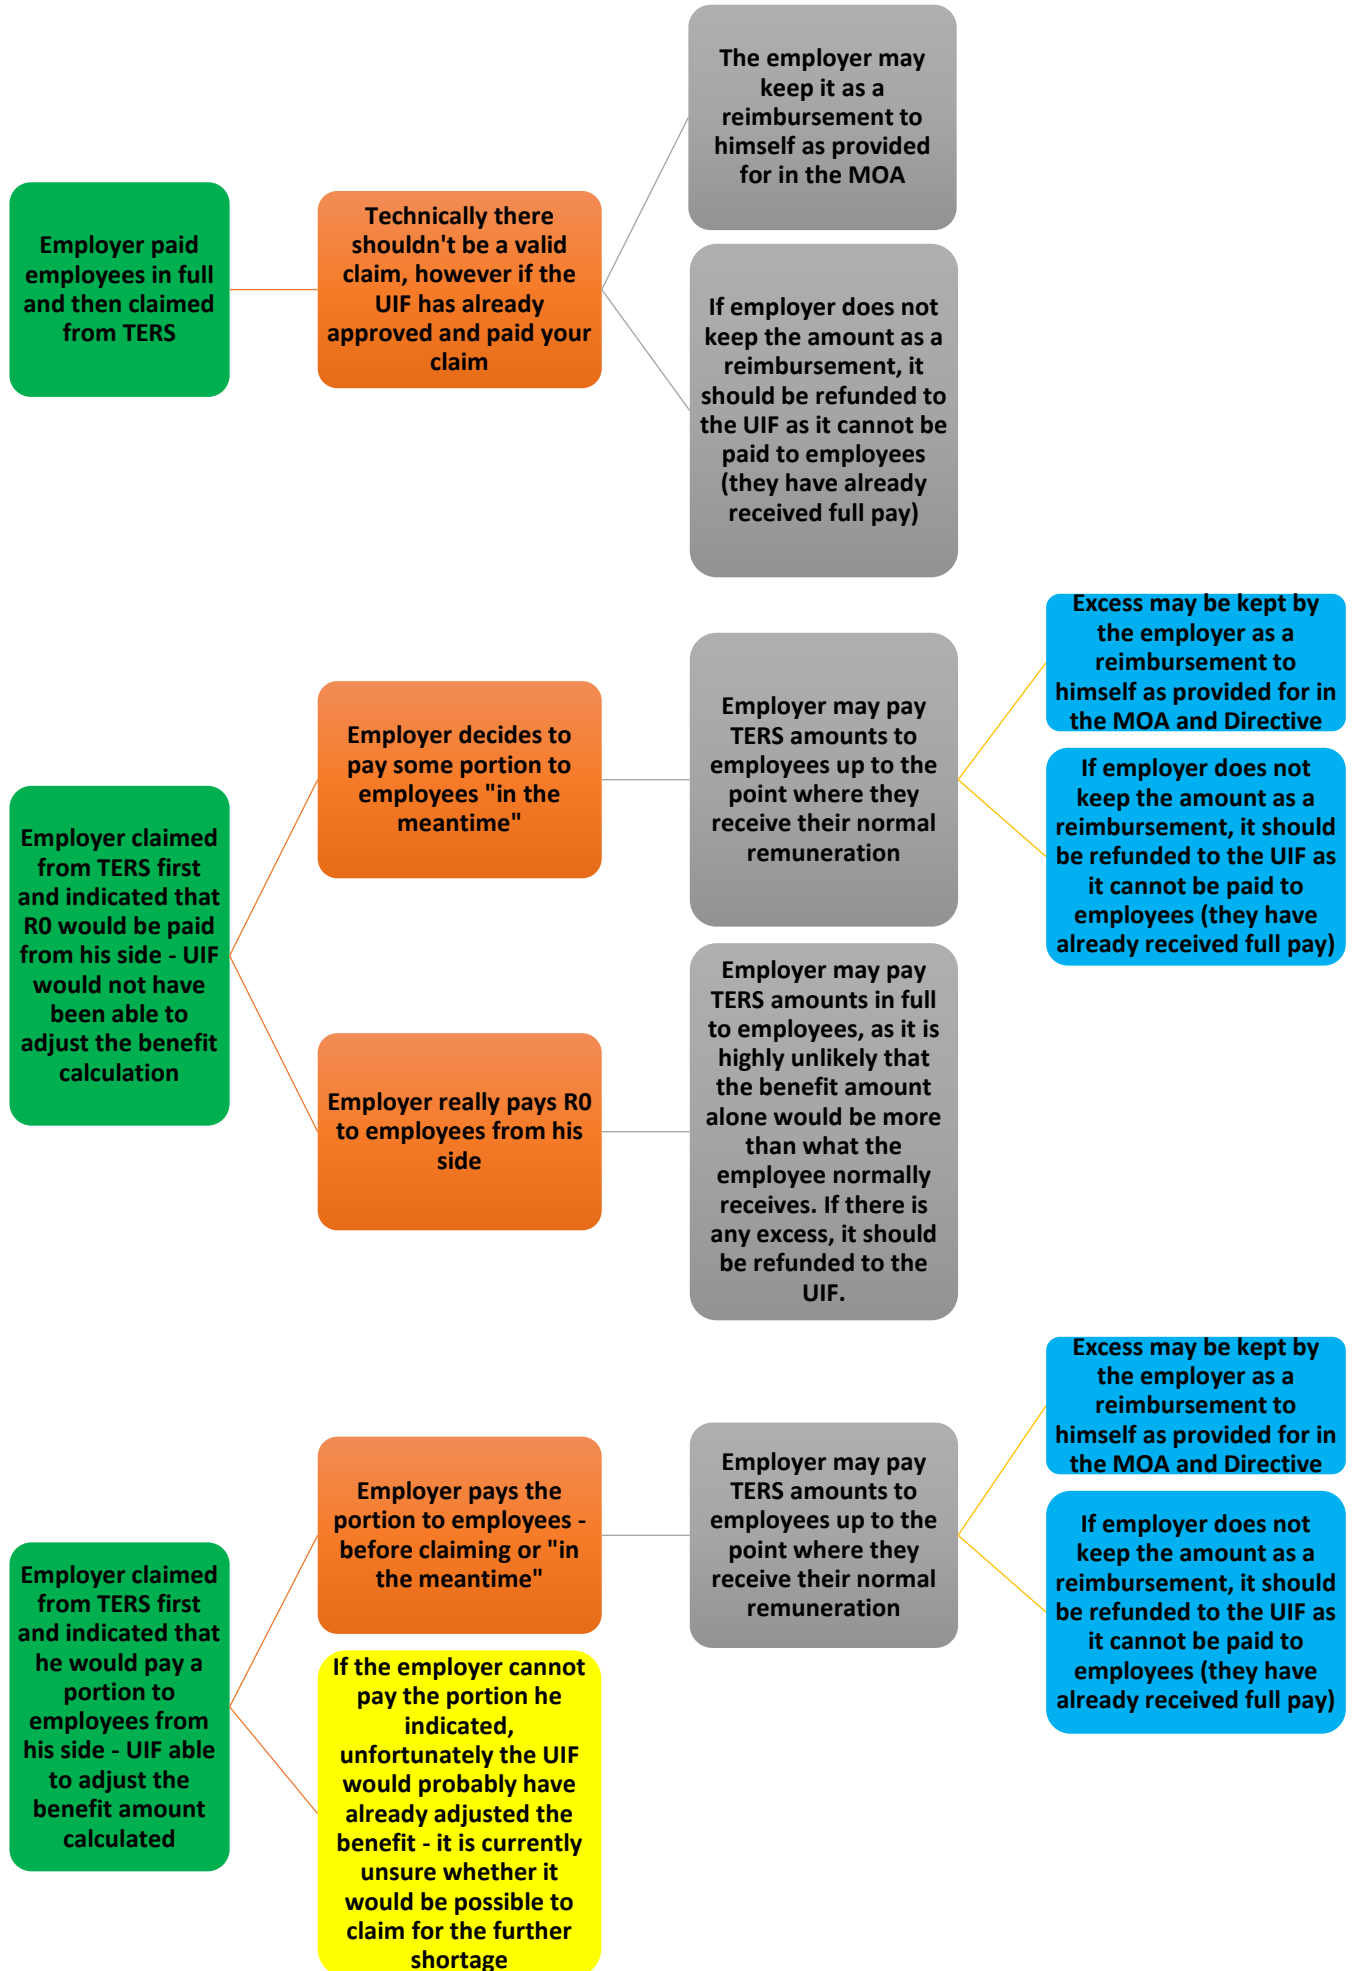 Employer paid
employees in full
and then claimed
from TERS
Technically there
shouldn't be a valid
claim, however if the
UIF has already
approved and paid your
claim
The employer may
keep it as a
reimbursement to
himself as provided
for in the MOA
If employer does not
keep the amount as a
reimbursement, it
should be refunded to
the UIF as it cannot be
paid to employees
(they have already
received full pay)
Employer claimed
from TERS first
and indicated that
R0 would be paid
from his side - UIF
would not have
been able to
adjust the benefit
calculation
Employer decides to
pay some portion to
employees "in the
meantime"
Employer may pay
TERS amounts to
employees up to the
point where they
receive their normal
remuneration
Excess may be kept by
the employer as a
reimbursement to
himself as provided for in
the MOA and Directive
If employer does not
keep the amount as a
reimbursement, it should
be refunded to the UIF as
it cannot be paid to
employees (they have
already received full pay)
Employer really pays R0
to employees from his
side
Employer may pay
TERS amounts in full
to employees, as it is
highly unlikely that
the benefit amount
alone would be more
than what the
employee normally
receives. If there is
any excess, it should
be refunded to the
UIF.
Employer claimed
from TERS first
and indicated that
he would pay a
portion to
employees from
his side - UIF able
to adjust the
benefit amount
calculated
Employer pays the
portion to employees -
before claiming or "in
the meantime"
Employer may pay
TERS amounts to
employees up to the
point where they
receive their normal
remuneration
Excess may be kept by
the employer as a
reimbursement to
himself as provided for in
the MOA and Directive
If employer does not
keep the amount as a
reimbursement, it should
be refunded to the UIF as
it cannot be paid to
employees (they have
already received full pay)
If the employer cannot
pay the portion he
indicated,
unfortunately the UIF
would probably have
already adjusted the
benefit - it is currently
unsure whether it
would be possible to
claim for the further
shortage